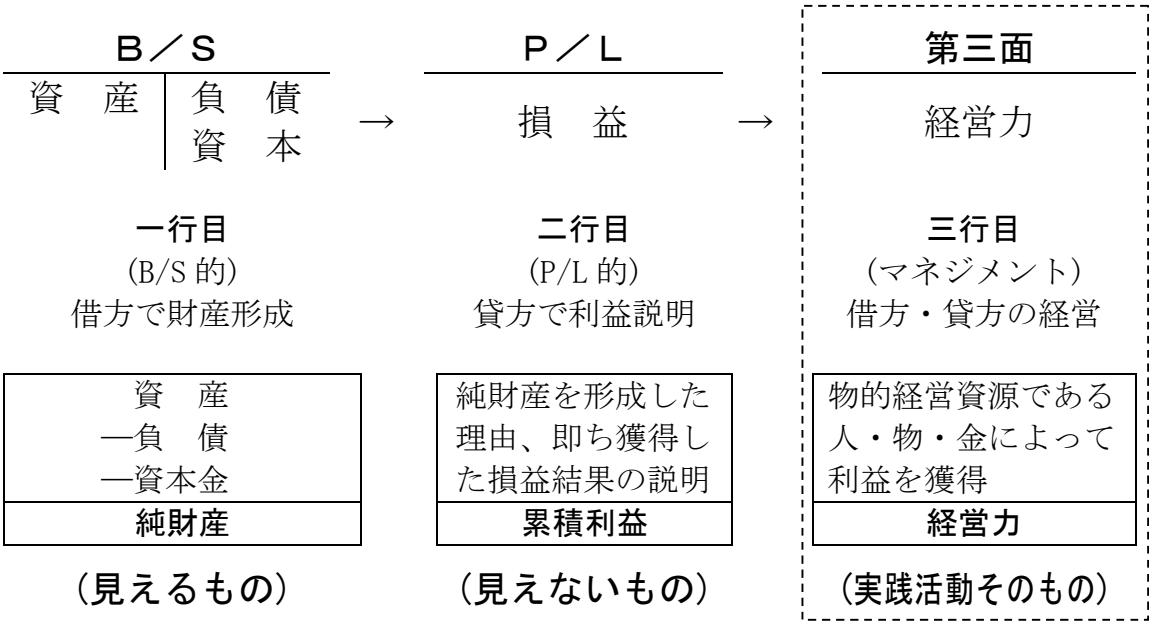 B／S
資　産
負　債
資　本
→
P／L
損　益
→
第三面
経営力
一行目
(B/S 的)
借方で財産形成
二行目
(P/L 的)
貸方で利益説明
三行目
(マネジメント)
借方・貸方の経営
資　産
―負　債
―資本金
純財産
純財産を形成した
理由、即ち獲得し
た損益結果の説明
累積利益
物的経営資源である
人・物・金によって
利益を獲得
経営力
(見えるもの)
(見えないもの)
(実践活動そのもの)